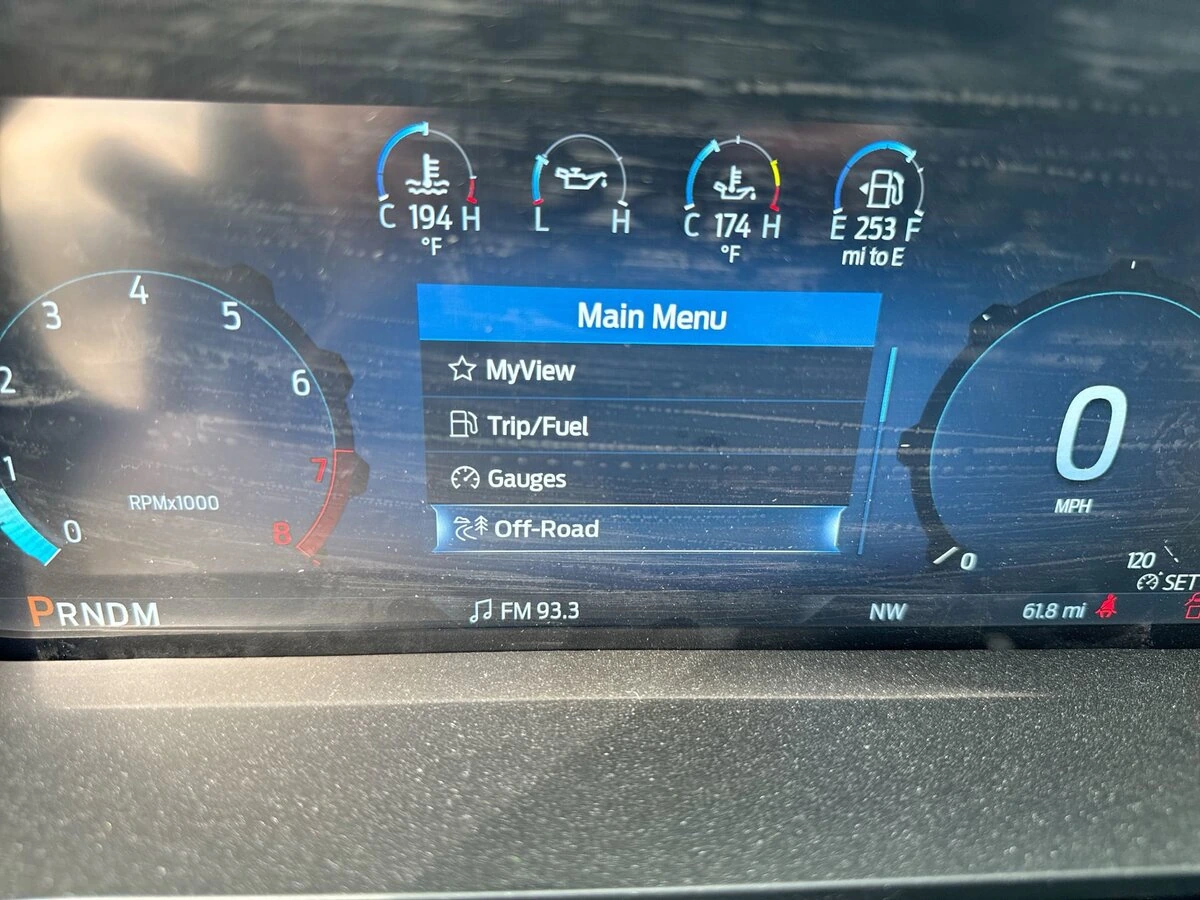 C 194 H
°F
L H
C 174 H
°F
E 253 F
mi to E
0
1
2
3
4
5
6
7
8
RPMx1000
Main Menu
MyView
Trip/Fuel
Gauges
Off-Road
0
MPH
0
120
SET
PRNDM
FM 93.3
NW
61.8 mi